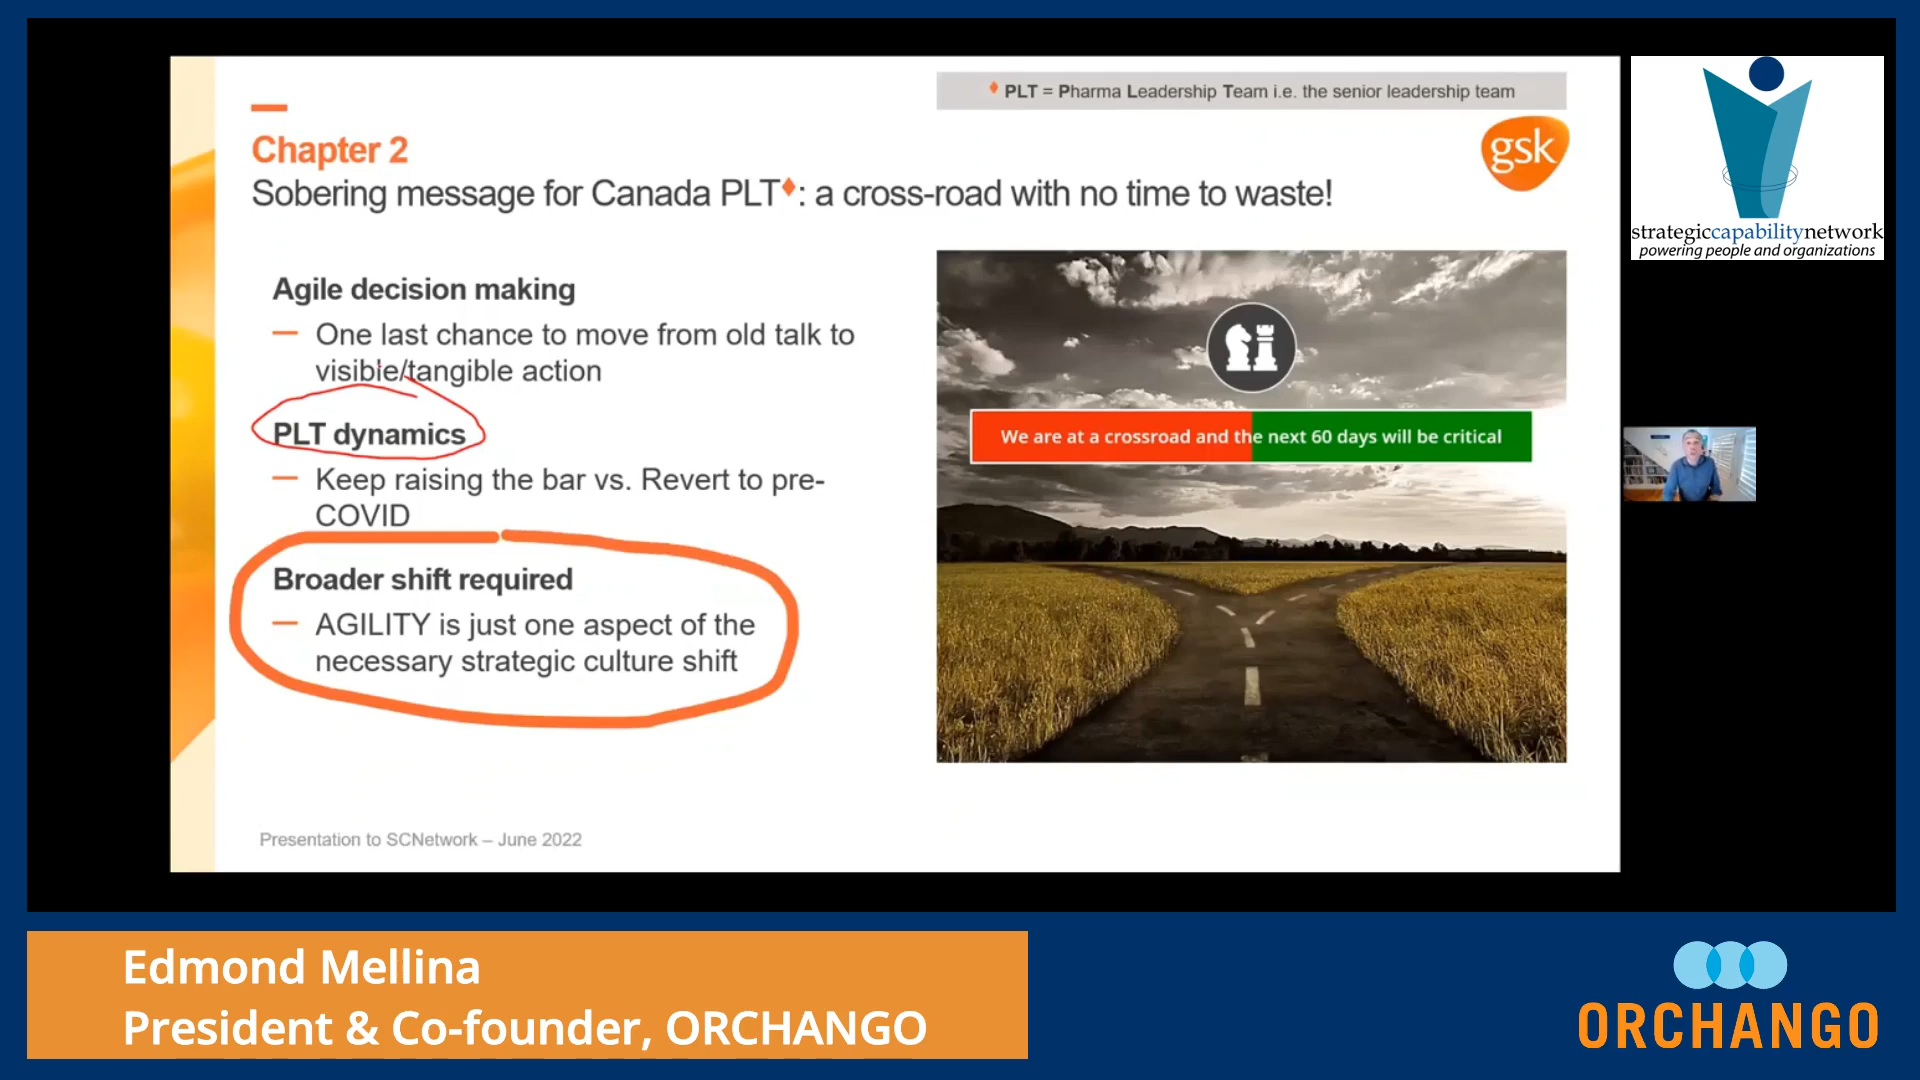 ♦ PLT = Pharma Leadership Team i.e. the senior leadership team
gsk
Chapter 2
Sobering message for Canada PLT♦: a cross-road with no time to waste!
Agile decision making
— One last chance to move from old talk to
visible/tangible action
PLT dynamics
— Keep raising the bar vs. Revert to pre-
COVID
Broader shift required
— AGILITY is just one aspect of the
necessary strategic culture shift
We are at a crossroad and the next 60 days will be critical
Presentation to SCNetwork – June 2022
strategiccapabilitynetwork
powering people and organizations
Edmond Mellina
President & Co-founder, ORCHANGO
ORCHANGO